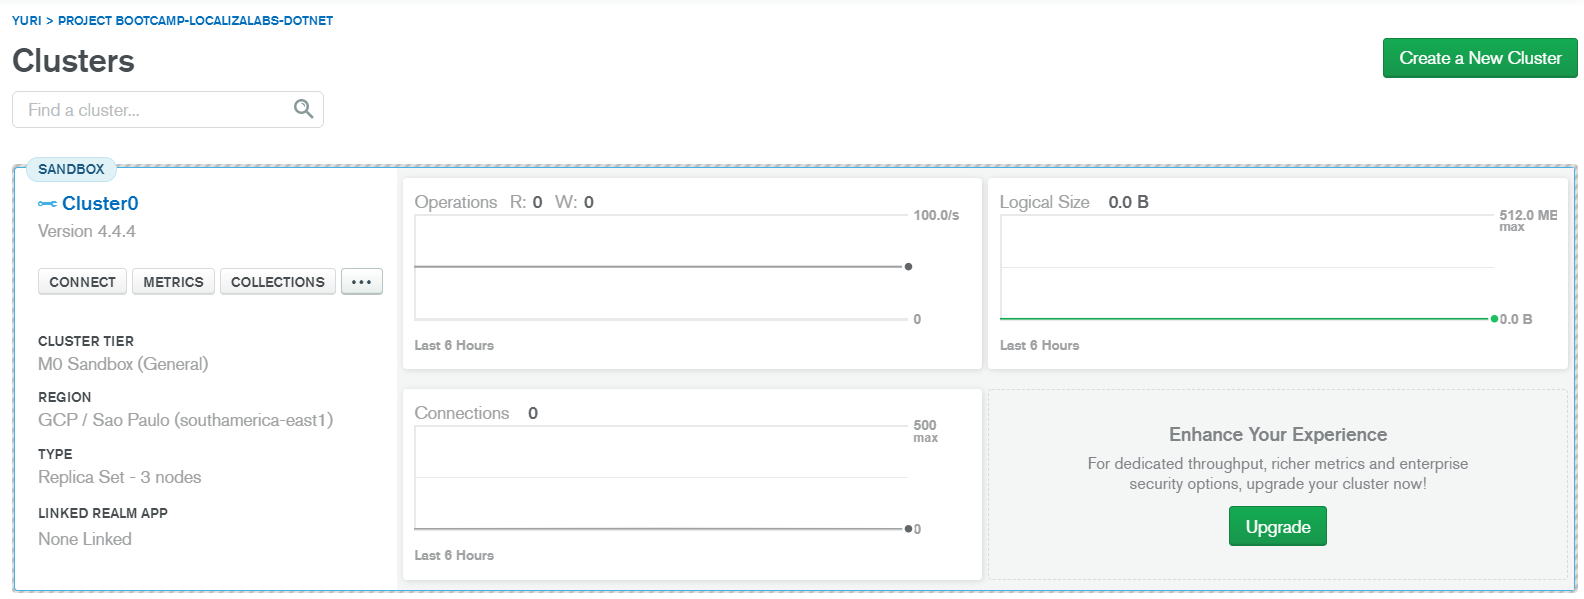 YURI > PROJECT BOOTCAMP-LOCALIZALABS-DOTNET
Clusters
Create a New Cluster
Find a cluster...
SANDBOX
Cluster0
Version 4.4.4
CONNECT METRICS COLLECTIONS ...
CLUSTER TIER
M0 Sandbox (General)
REGION
GCP / Sao Paulo (southamerica-east1)
TYPE
Replica Set - 3 nodes
LINKED REALM APP
None Linked
Operations R: 0 W: 0
100.0/s
0
Last 6 Hours
Logical Size 0.0 B
512.0 MB
max
0.0 B
Last 6 Hours
Connections 0
500
max
0
Last 6 Hours
Enhance Your Experience
For dedicated throughput, richer metrics and enterprise
security options, upgrade your cluster now!
Upgrade